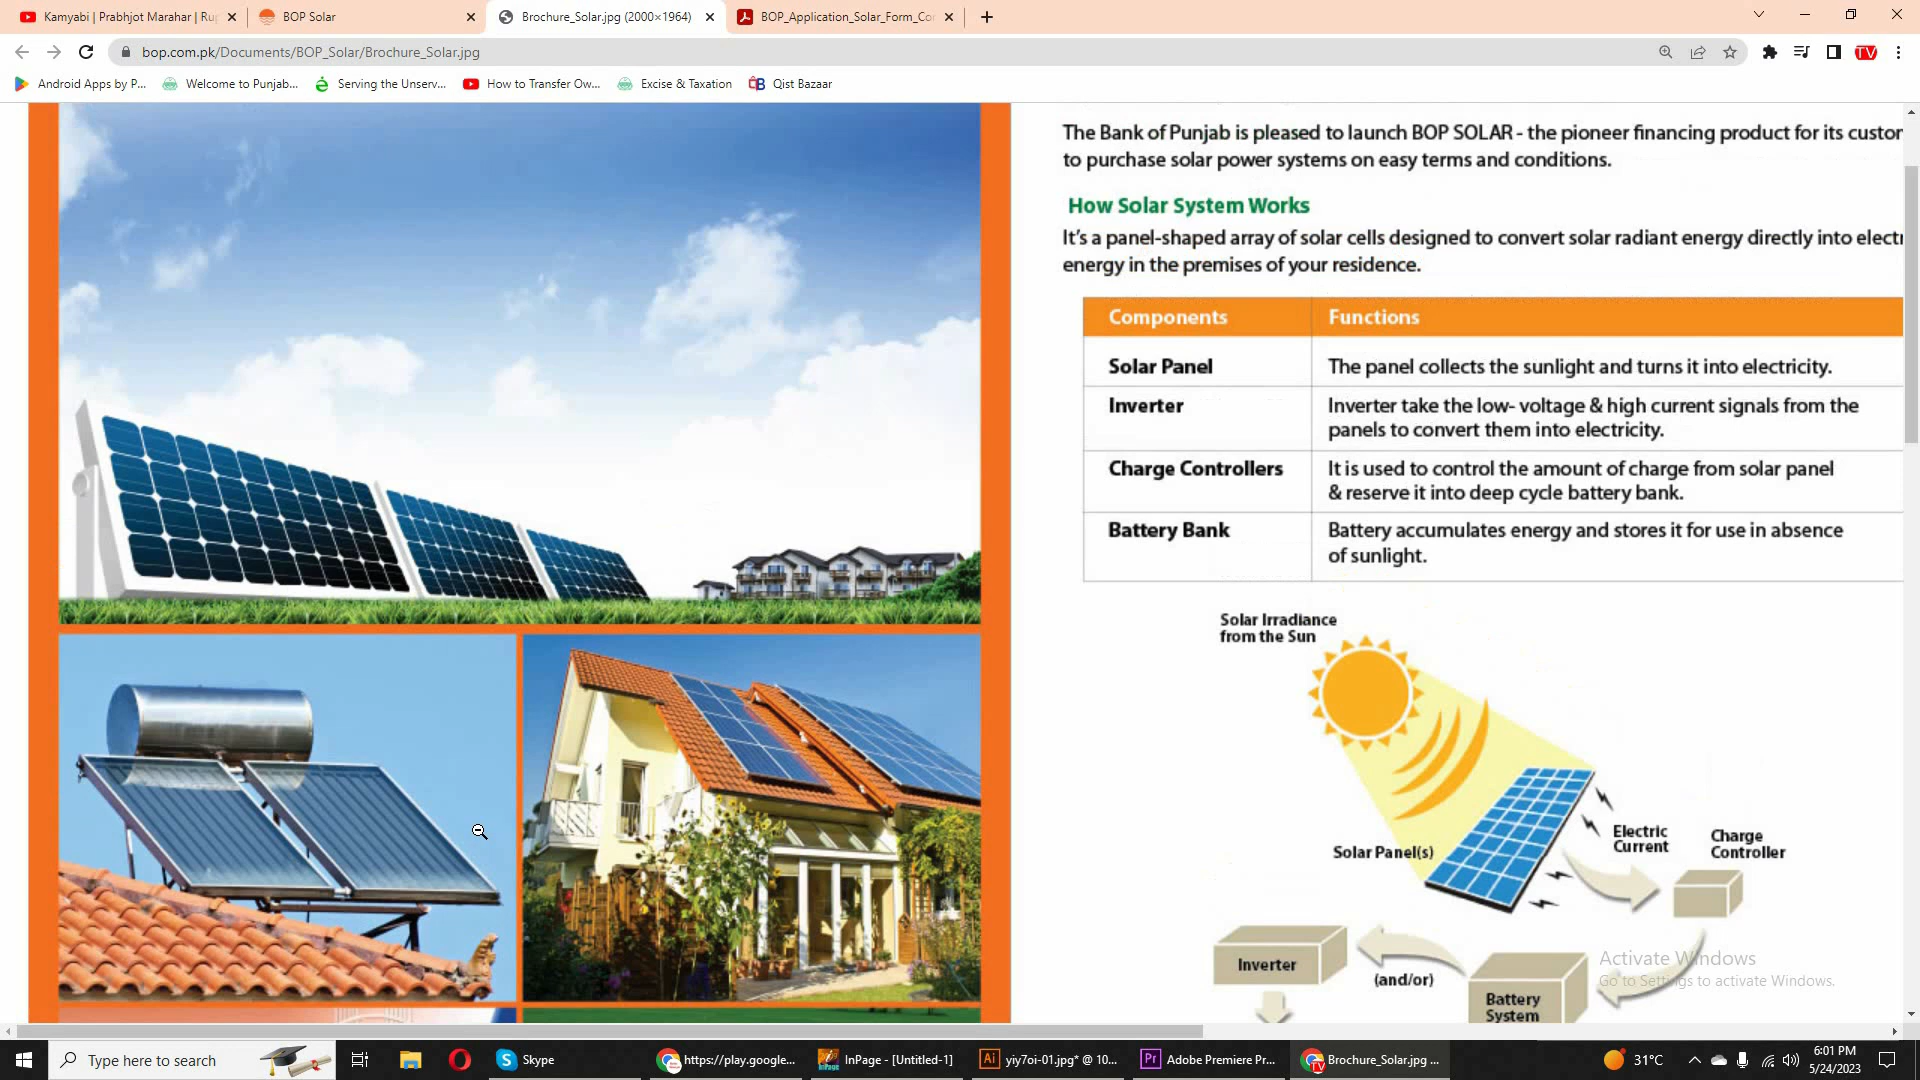 Kamyabi | Prabhjot Marahar | Ru
BOP Solar
Brochure_Solar.jpg (2000×1964)
BOP_Application_Solar_Form_Co
bop.com.pk/Documents/BOP_Solar/Brochure_Solar.jpg
Android Apps by P...
Welcome to Punjab...
Serving the Unserv...
How to Transfer Ow...
Excise & Taxation
Qist Bazaar
The Bank of Punjab is pleased to launch BOP SOLAR - the pioneer financing product for its custor
to purchase solar power systems on easy terms and conditions.
How Solar System Works
It's a panel-shaped array of solar cells designed to convert solar radiant energy directly into electr
energy in the premises of your residence.
Components Functions
Solar Panel The panel collects the sunlight and turns it into electricity.
Inverter Inverter take the low- voltage & high current signals from the
panels to convert them into electricity.
Charge Controllers It is used to control the amount of charge from solar panel
& reserve it into deep cycle battery bank.
Battery Bank Battery accumulates energy and stores it for use in absence
of sunlight.
Solar Irradiance
from the Sun
Solar Panel(s)
Electric
Current
Charge
Controller
Inverter
(and/or)
Battery
System
Activate Windows
Go to Settings to activate Windows.
Type here to search
Skype
https://play.google...
InPage - [Untitled-1]
yiy7oi-01.jpg* @ 10...
Adobe Premiere Pr...
Brochure_Solar.jpg ...
31°C
6:01 PM
5/24/2023